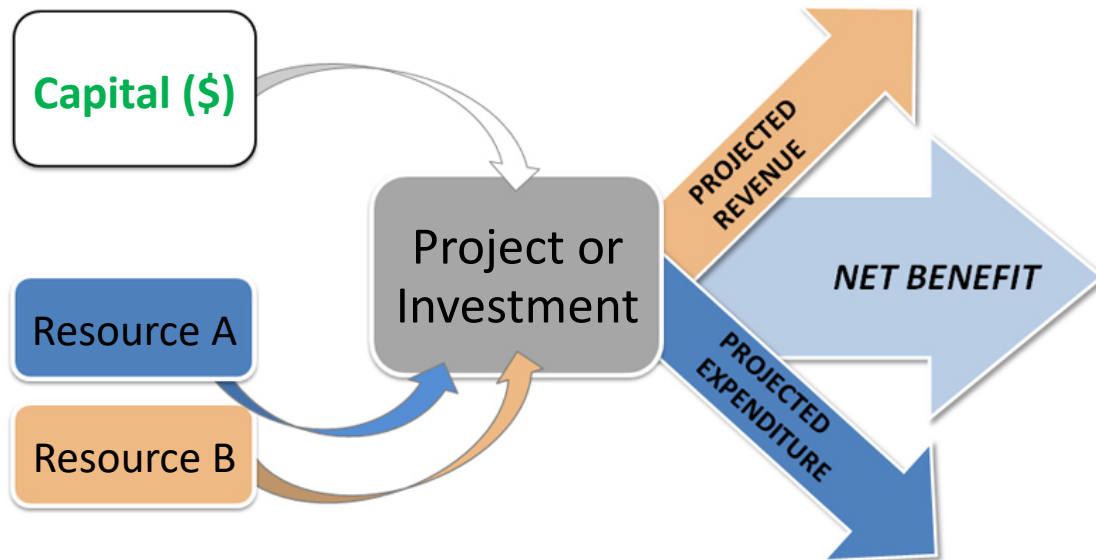 Capital ($)
Resource A
Resource B
Project or
Investment
PROJECTED
REVENUE
NET BENEFIT
PROJECTED
EXPENDITURE